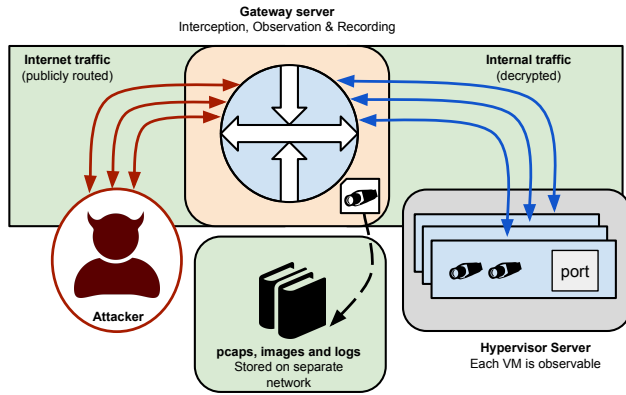 Gateway server
Interception, Observation & Recording
Internet traffic
(publicly routed)
Internal traffic
(decrypted)
port
Attacker
pcaps, images and logs
Stored on separate
network
Hypervisor Server
Each VM is observable